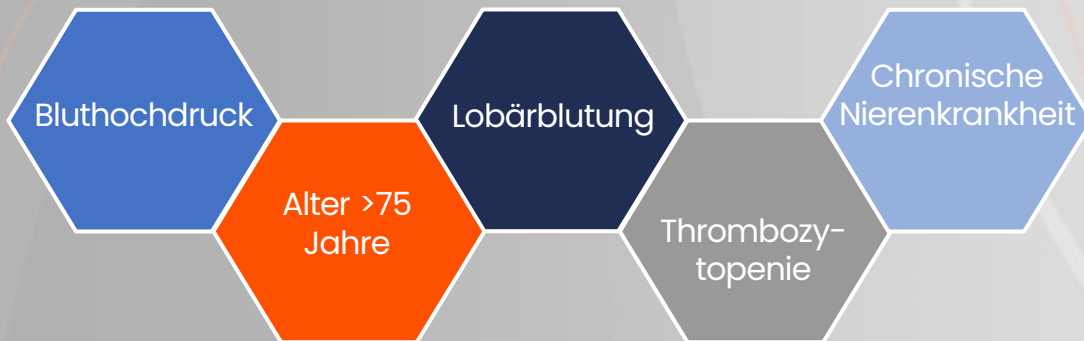 Bluthochdruck
Alter >75
Jahre
Lobärblutung
Thrombozy-
topenie
Chronische
Nierenkrankheit